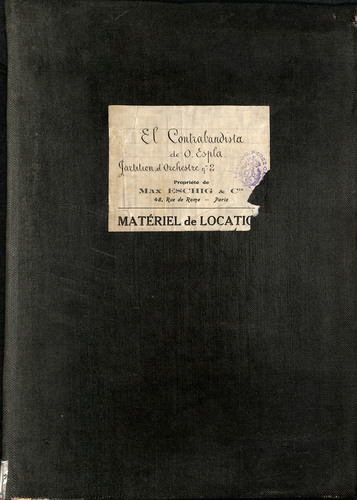 El Contrabandista
de O. Esplá
Partition d'Orchestre nº 2
Propriété de
MAX ESCHIG & Cie
48, Rue de Rome — Paris
MATÉRIEL de LOCATIO